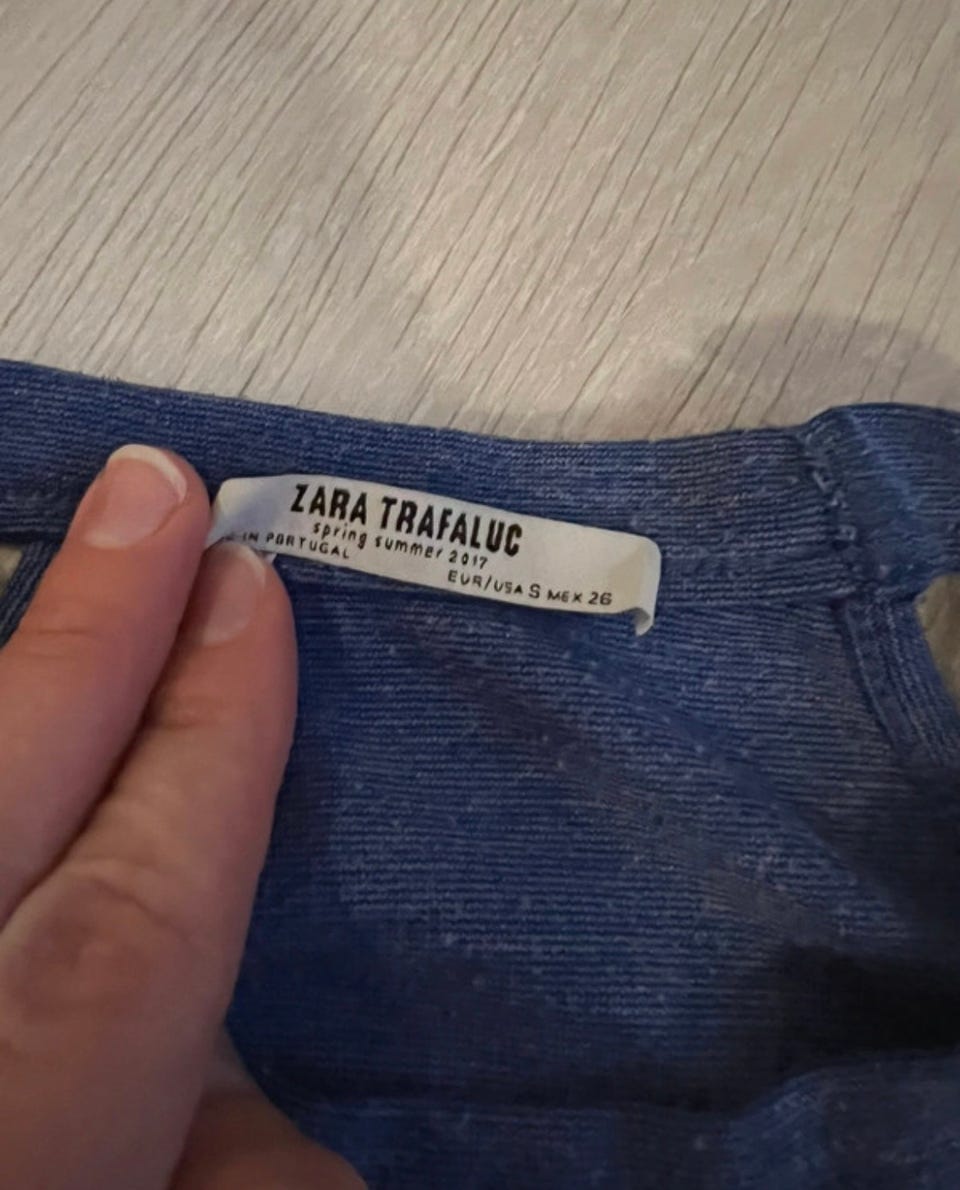 ZARA TRAFALUC
spring summer 2017
IN PORTUGAL
EUR/USA S MEX 26